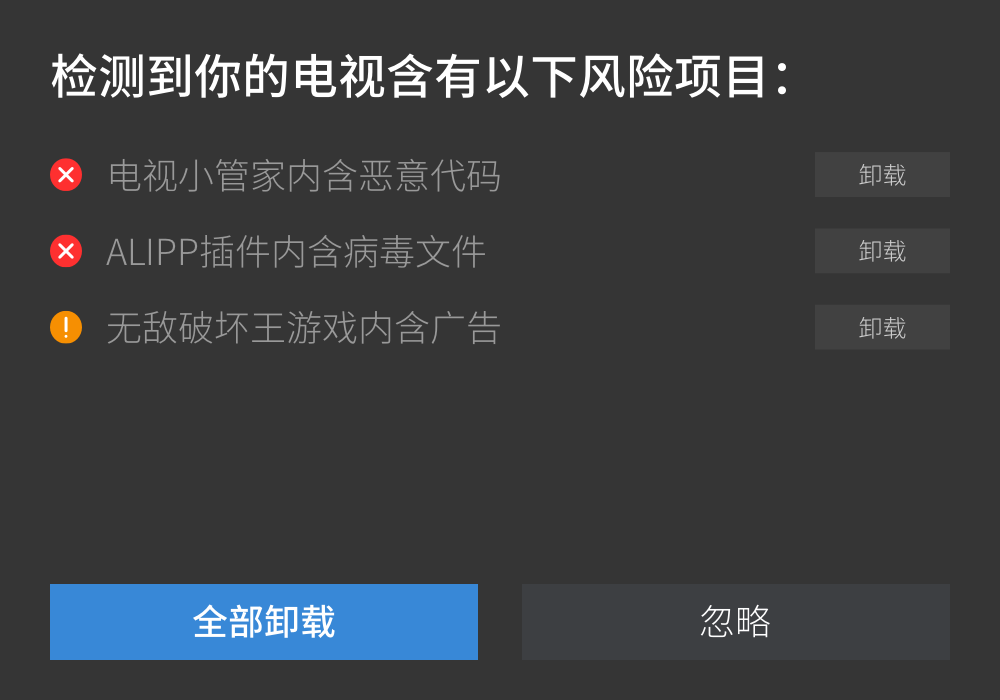 检测到你的电视含有以下风险项目：
电视小管家内含恶意代码
卸载
ALIPP插件内含病毒文件
卸载
无敌破坏王游戏内含广告
卸载
全部卸载
忽略